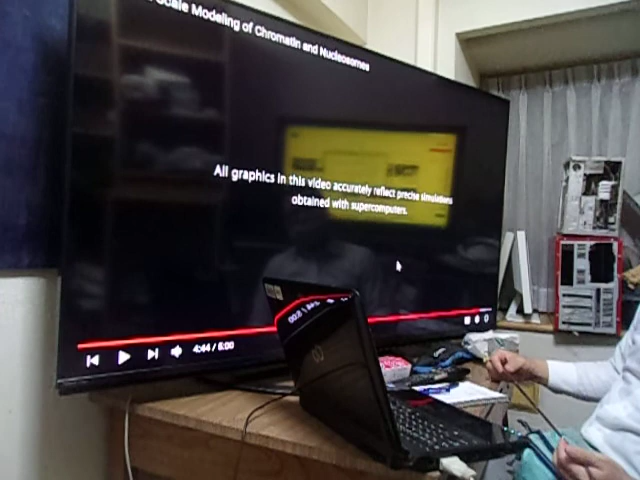 Scale Modeling of Chromatin and Nucleosomes
All graphics in this video accurately reflect precise simulations
obtained with supercomputers.
4:44 / 5:00